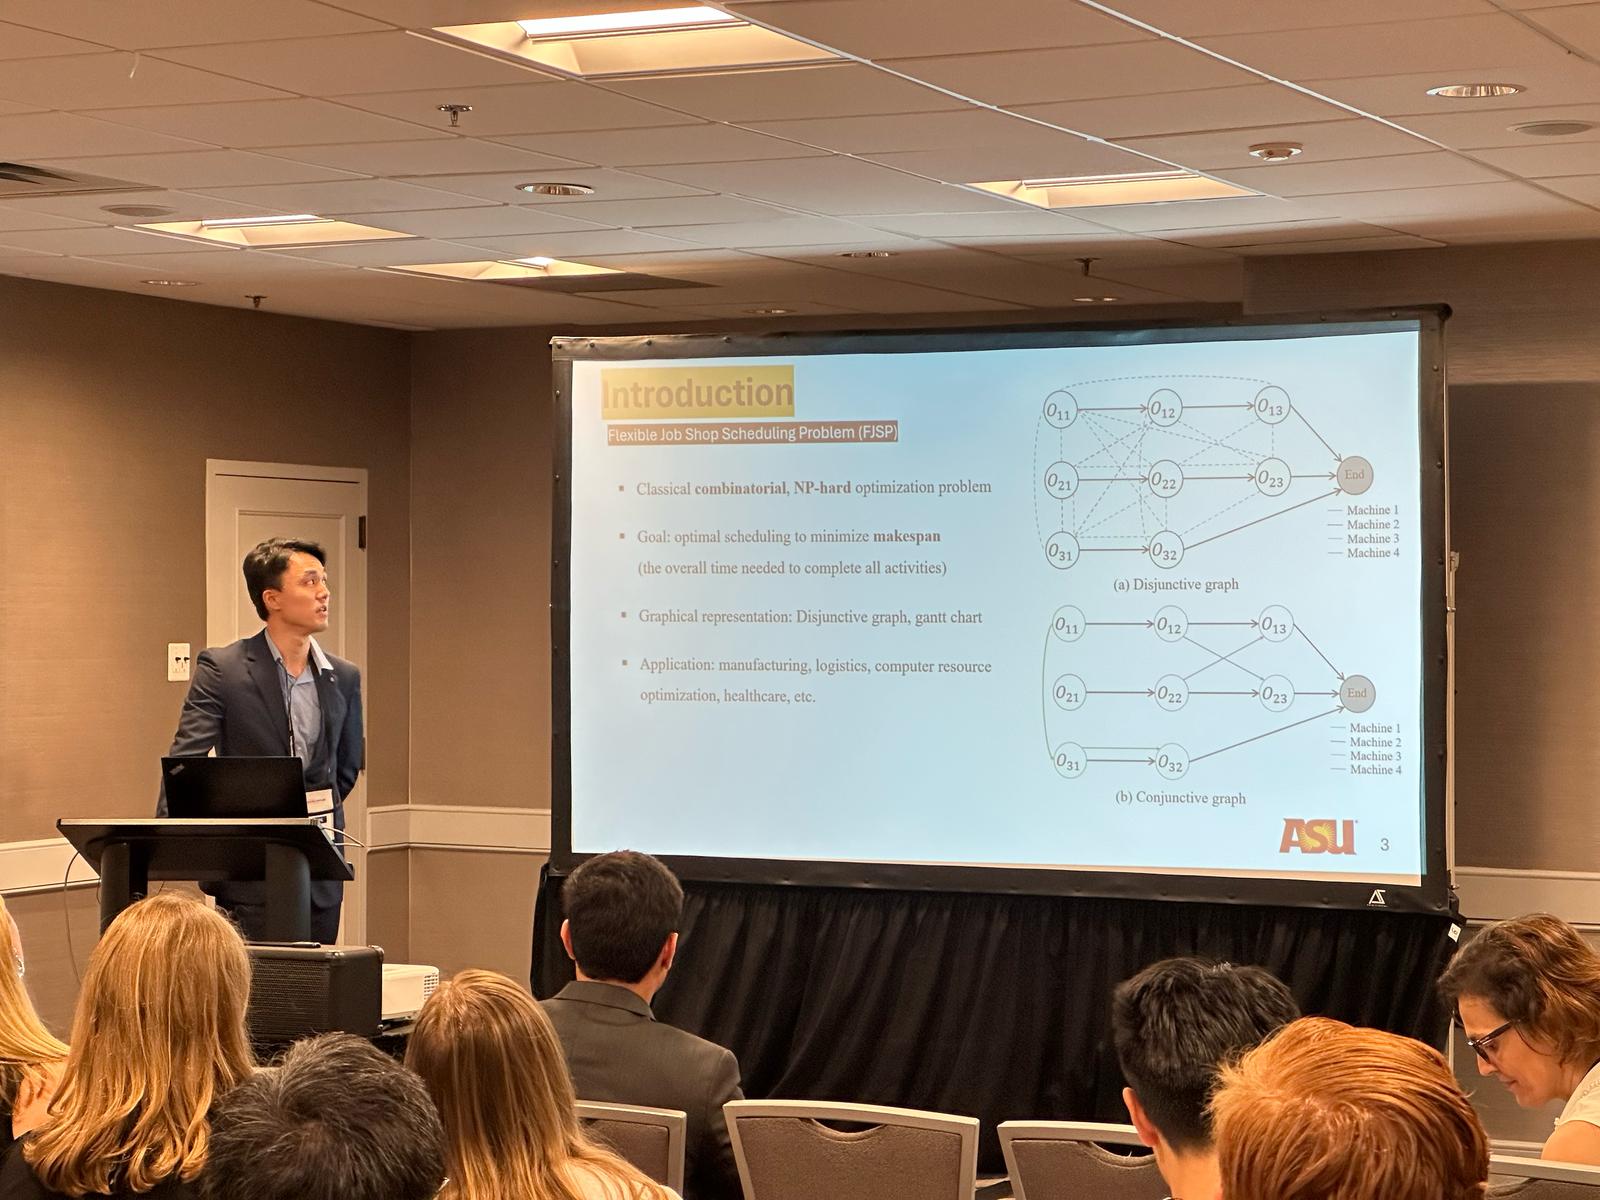 Introduction
Flexible Job Shop Scheduling Problem (FJSP)
▪ Classical combinatorial, NP-hard optimization problem
▪ Goal: optimal scheduling to minimize makespan
(the overall time needed to complete all activities)
▪ Graphical representation: Disjunctive graph, gantt chart
▪ Application: manufacturing, logistics, computer resource
optimization, healthcare, etc.
O11 O12 O13
O21 O22 O23 End
O31 O32
Machine 1
Machine 2
Machine 3
Machine 4
(a) Disjunctive graph
O11 O12 O13
O21 O22 O23 End
O31 O32
Machine 1
Machine 2
Machine 3
Machine 4
(b) Conjunctive graph
ASU 3